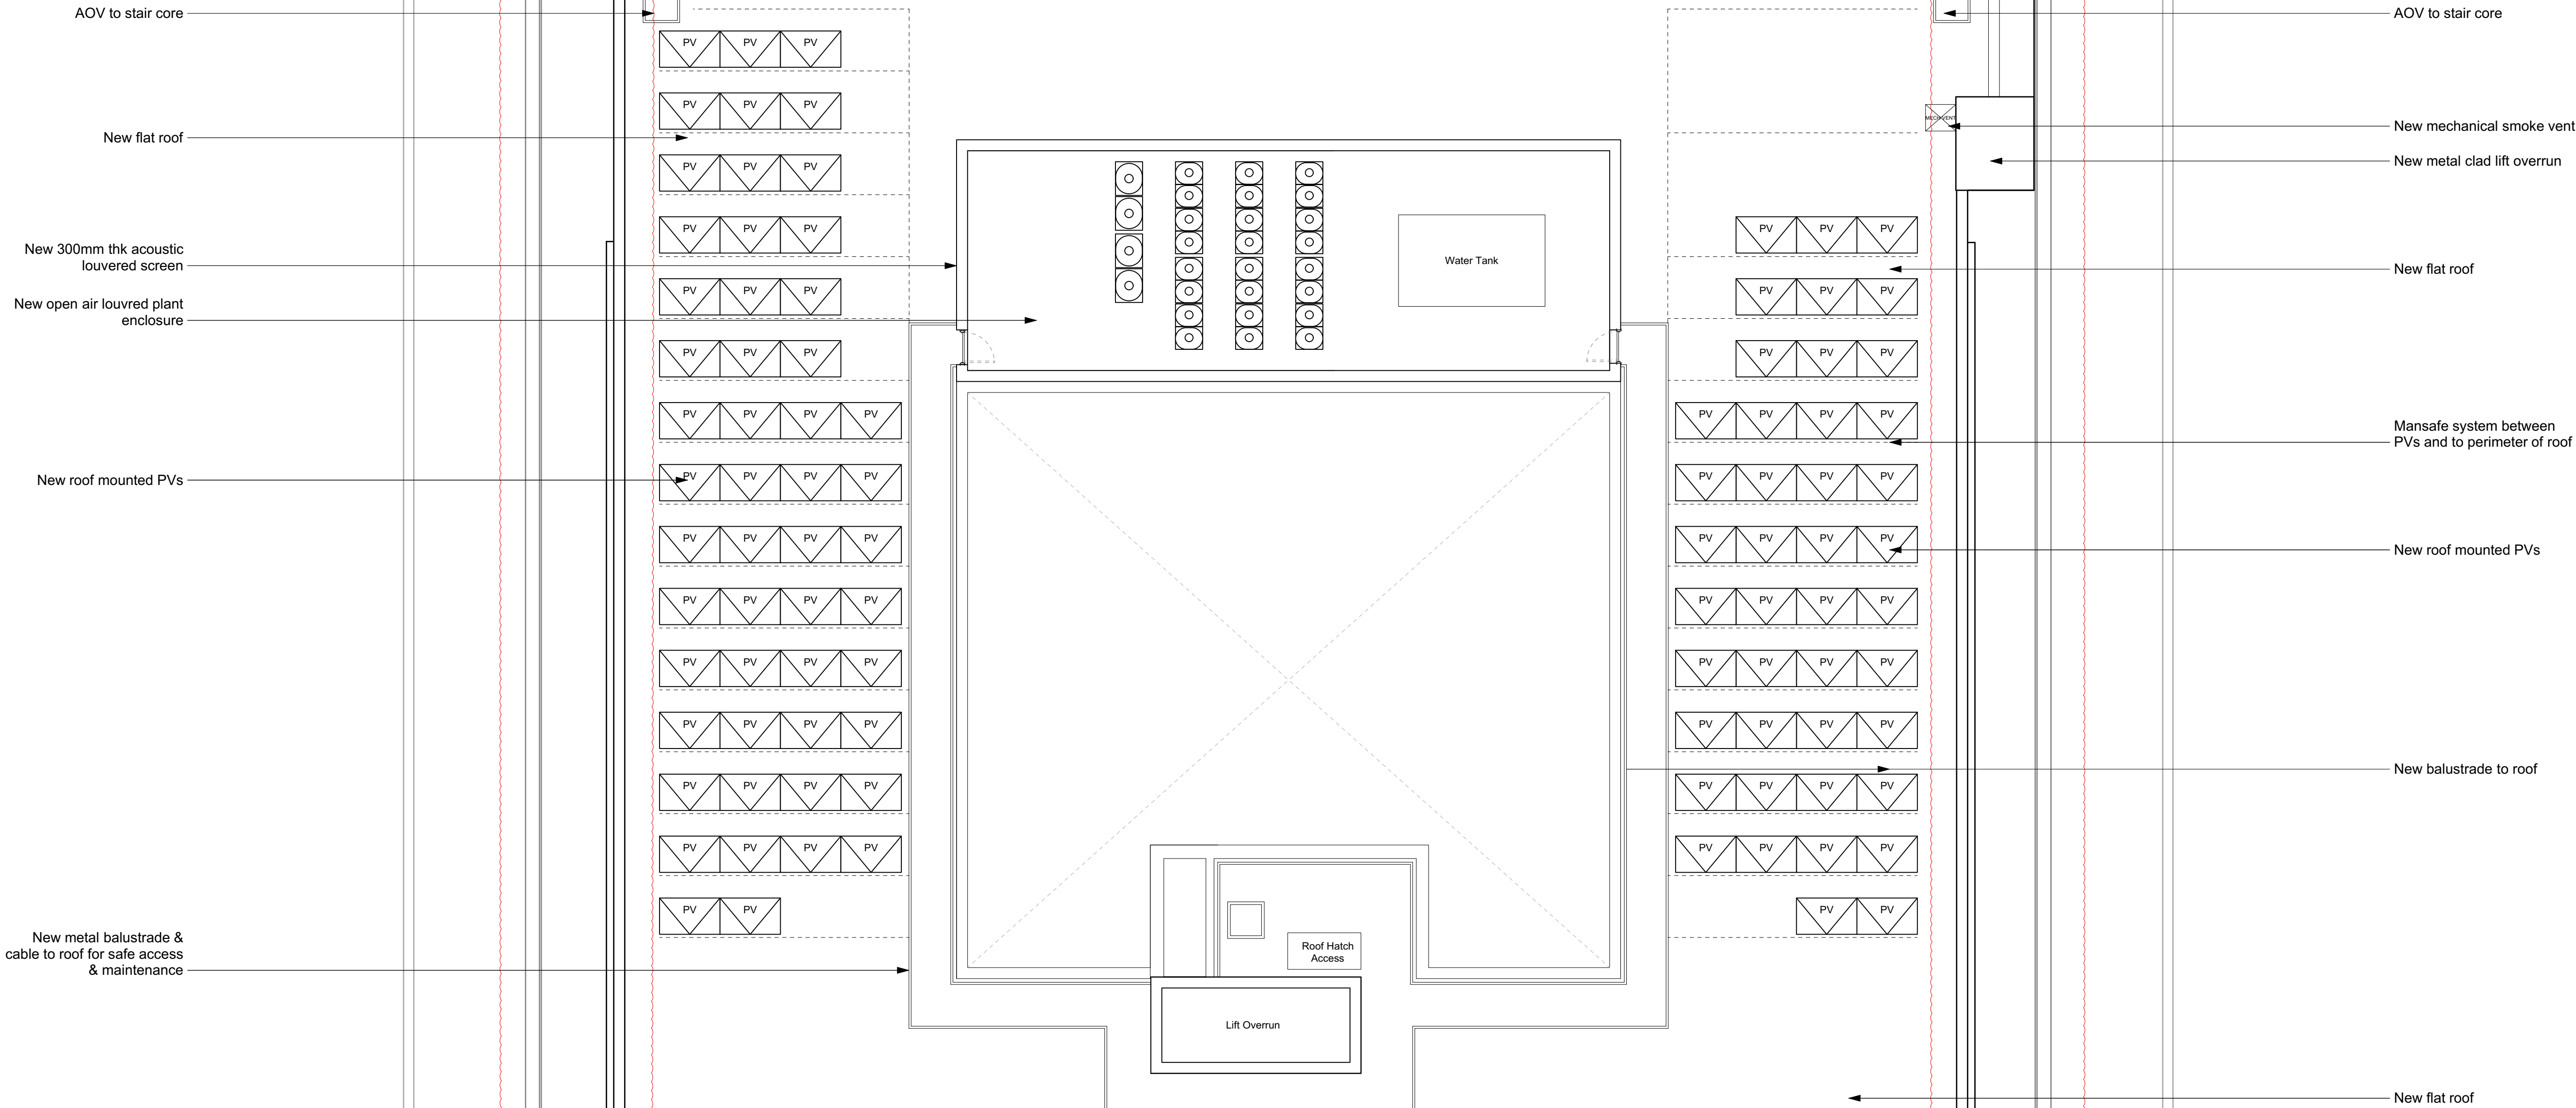 AOV to stair core
AOV to stair core
PV PV PV
PV PV PV
MECH VENT
New mechanical smoke vent
New flat roof
PV PV PV
New metal clad lift overrun
PV PV PV
PV PV PV
New 300mm thk acoustic
louvered screen
Water Tank
New flat roof
PV PV PV
PV PV PV
New open air louvred plant
enclosure
PV PV PV
PV PV PV
PV PV PV PV
PV PV PV PV
Mansafe system between
PVs and to perimeter of roof
New roof mounted PVs
PV PV PV PV
PV PV PV PV
PV PV PV PV
PV PV PV PV
New roof mounted PVs
PV PV PV PV
PV PV PV PV
PV PV PV PV
PV PV PV PV
PV PV PV PV
PV PV PV PV
New balustrade to roof
PV PV PV PV
PV PV PV PV
PV PV PV PV
PV PV PV PV
PV PV
PV PV
New metal balustrade &
cable to roof for safe access
& maintenance
Roof Hatch
Access
Lift Overrun
New flat roof